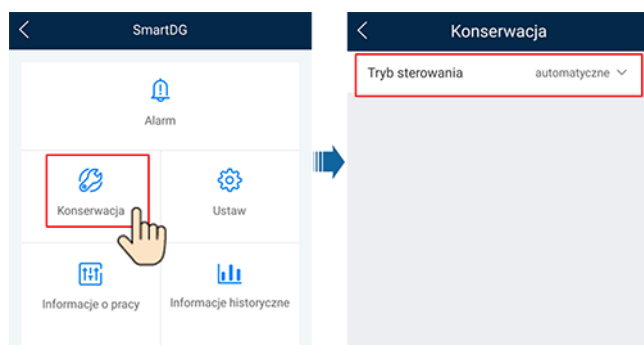 SmartDG
Alarm
Konserwacja
Ustaw
Informacje o pracy
Informacje historyczne
Konserwacja
Tryb sterowania automatyczne